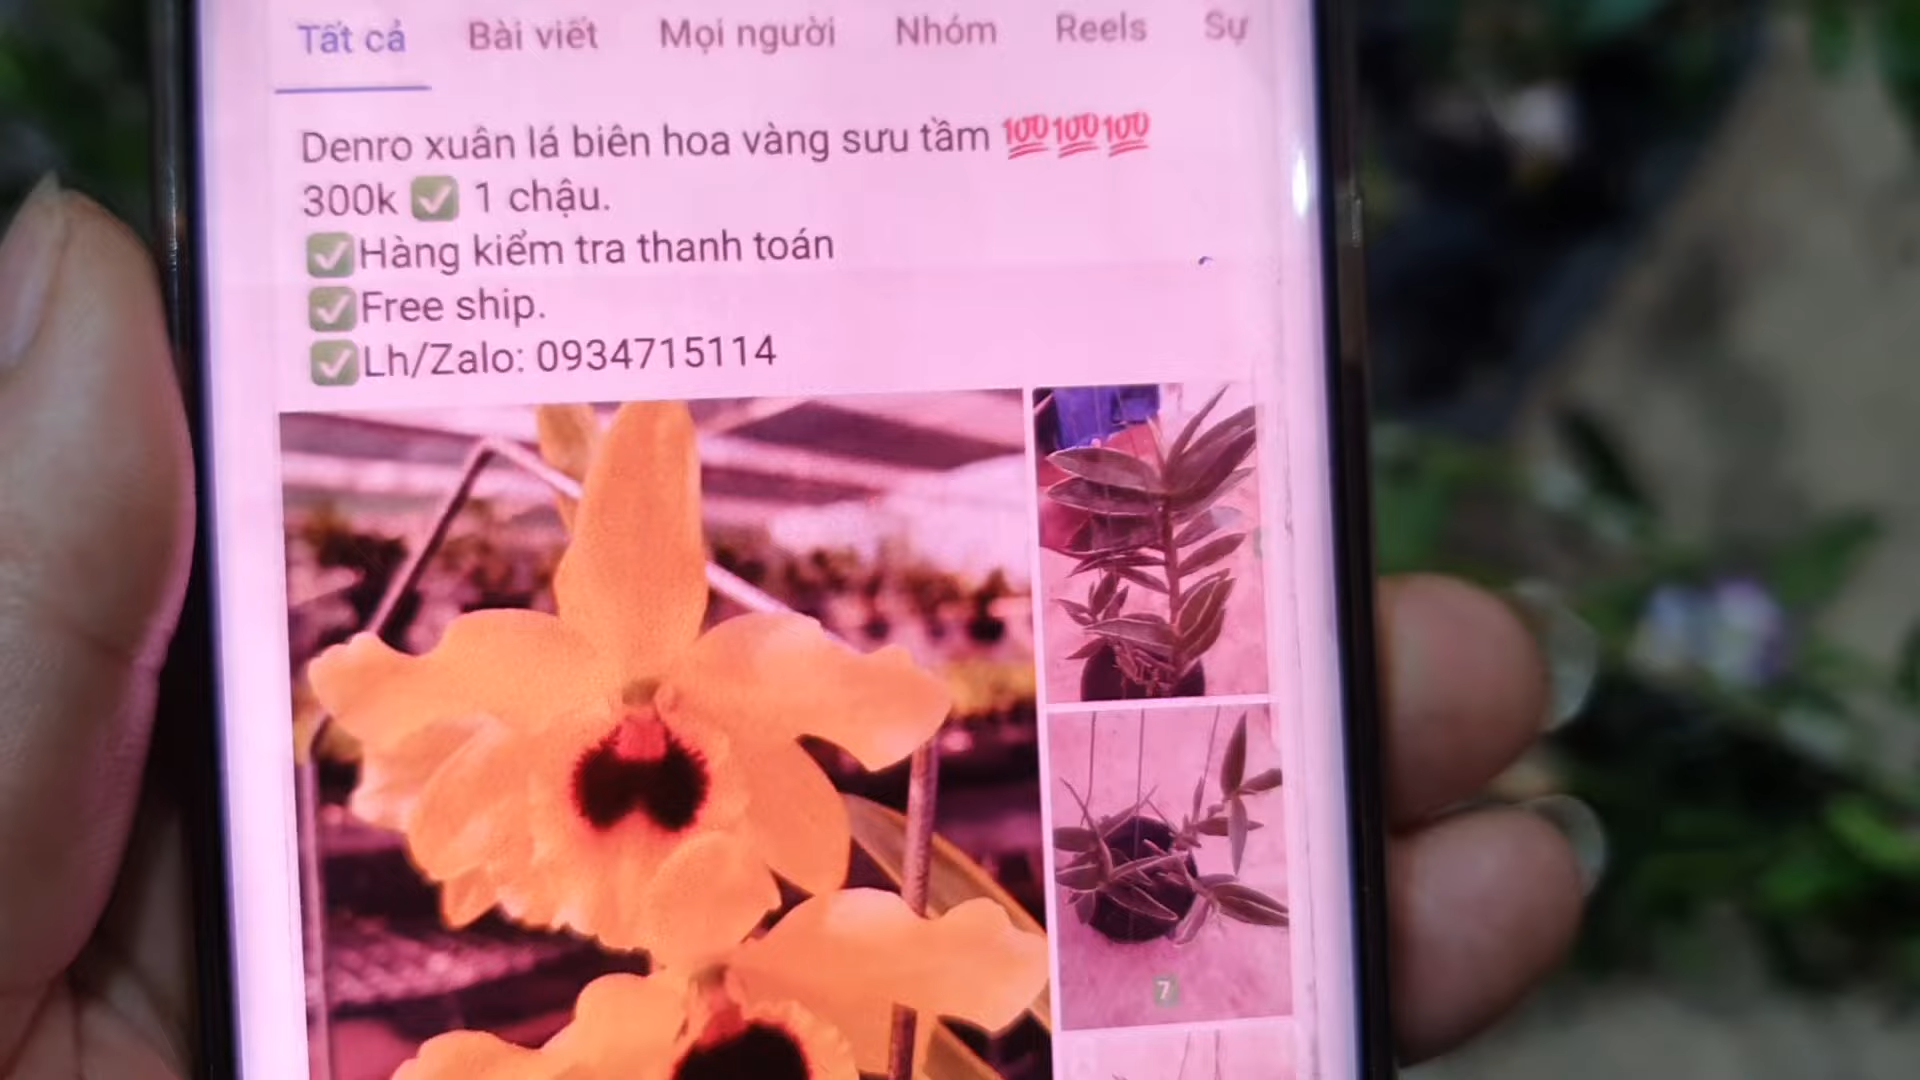 Tất cả Bài viết Mọi người Nhóm Reels Sự
Denro xuân lá biên hoa vàng sưu tầm 💯💯💯
300k ✅ 1 chậu.
✅Hàng kiểm tra thanh toán
✅Free ship.
✅Lh/Zalo: 0934715114
7